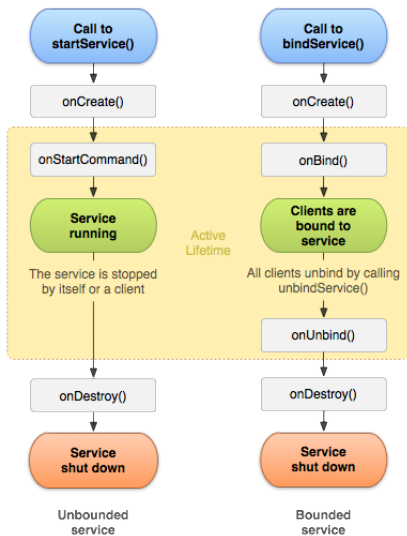 Call to
startService()
onCreate()
onStartCommand()
Service
running
The service is stopped
by itself or a client
onDestroy()
Service
shut down
Unbounded
service
Active
Lifetime
Call to
bindService()
onCreate()
onBind()
Clients are
bound to
service
All clients unbind by calling
unbindService()
onUnbind()
onDestroy()
Service
shut down
Bounded
service